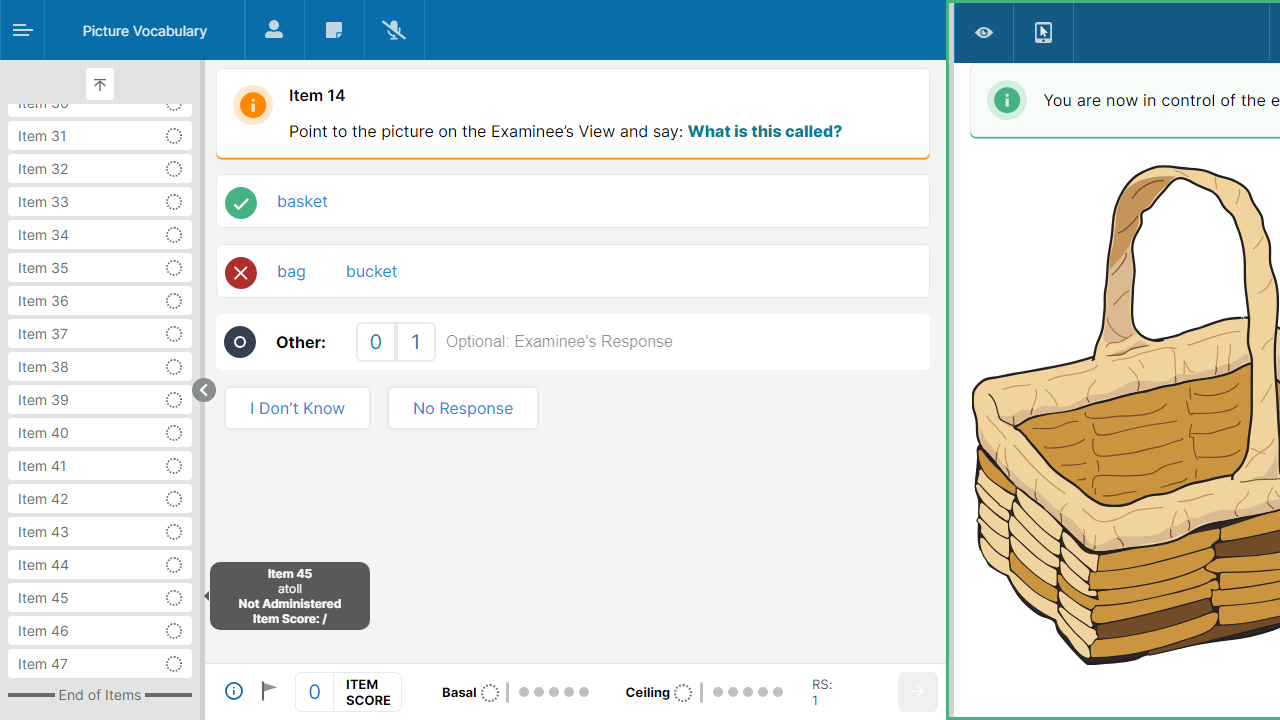 Picture Vocabulary
Item 30
Item 31
Item 32
Item 33
Item 34
Item 35
Item 36
Item 37
Item 38
Item 39
Item 40
Item 41
Item 42
Item 43
Item 44
Item 45
Item 46
Item 47
End of Items
Item 14
Point to the picture on the Examinee’s View and say: What is this called?
basket
bag bucket
Other: 0 1 Optional: Examinee's Response
I Don’t Know No Response
Item 45
atoll
Not Administered
Item Score: /
0 ITEM SCORE
Basal
Ceiling
RS:
1
You are now in control of the e